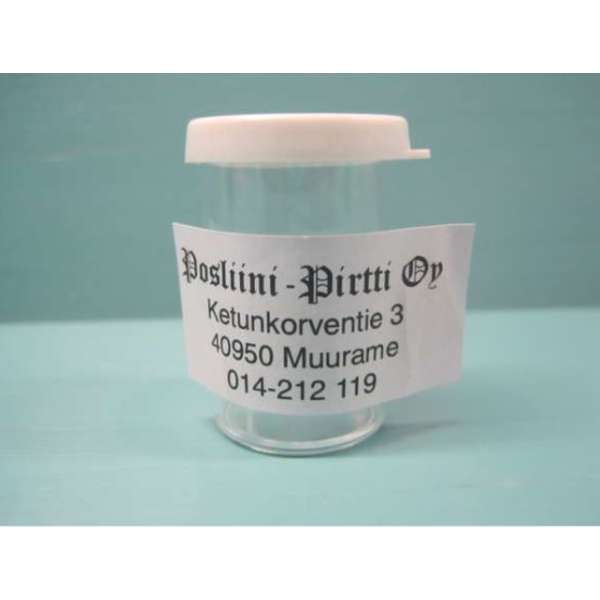 Posliini-Pirtti Oy
Ketunkorventie 3
40950 Muurame
014-212 119